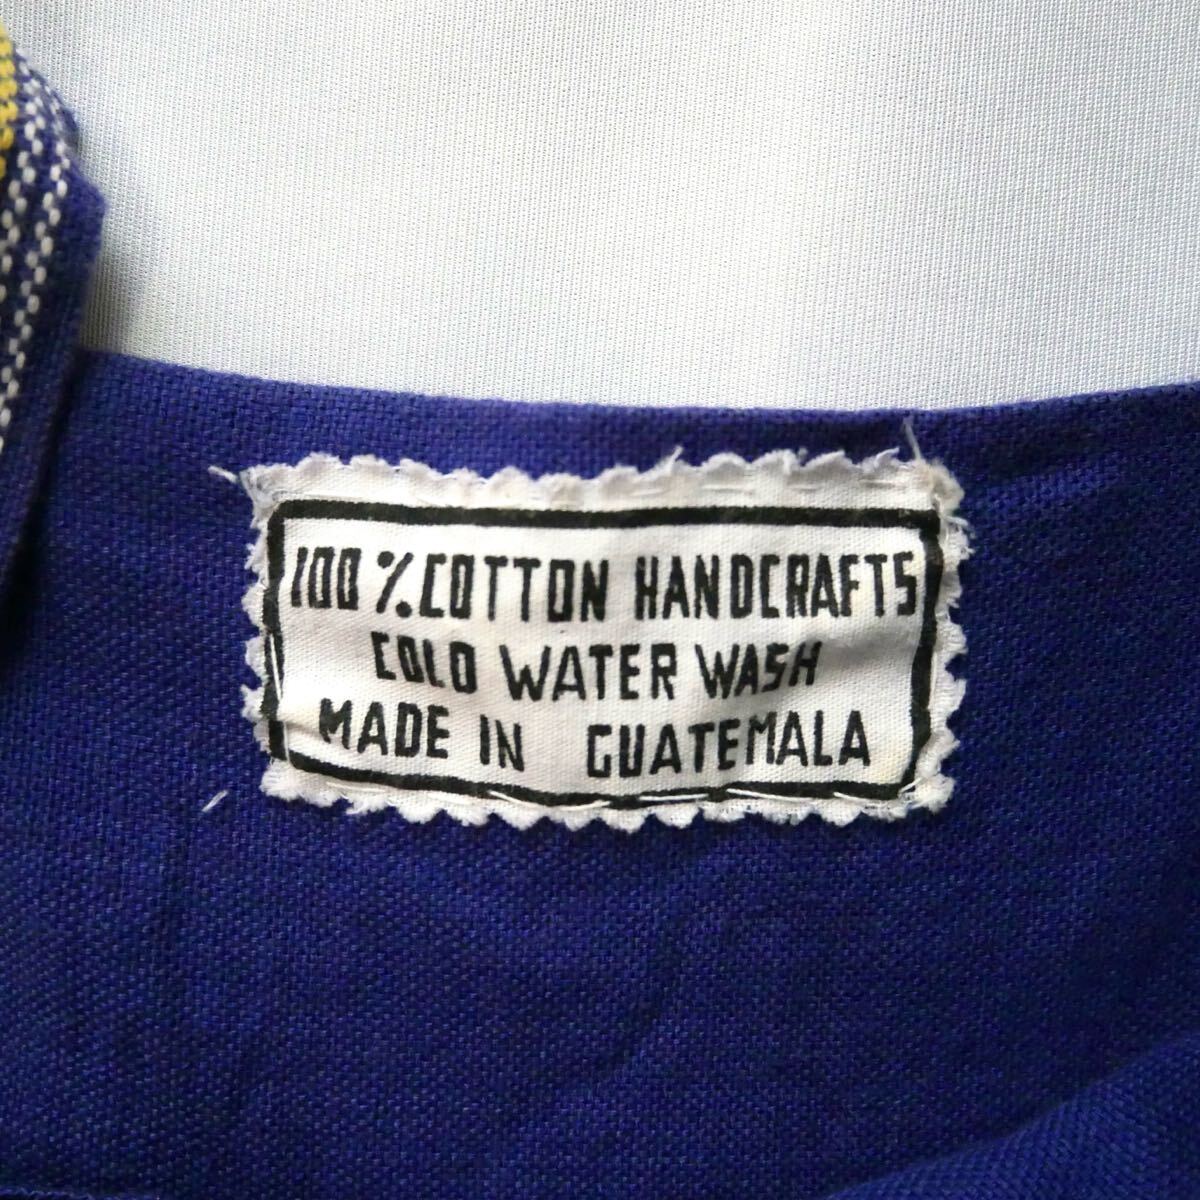 100%COTTON HANDCRAFTS
COLD WATER WASH
MADE IN GUATEMALA